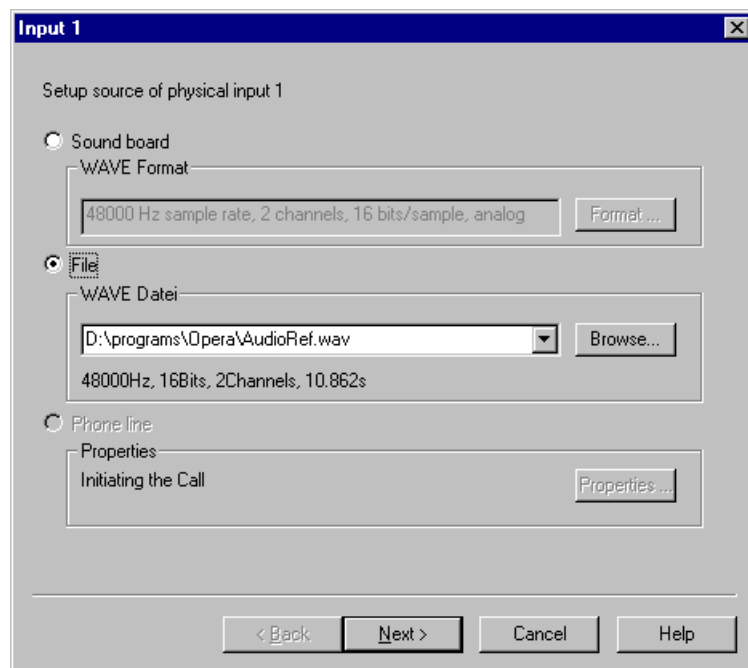 Input 1
Setup source of physical input 1
Sound board
WAVE Format
48000 Hz sample rate, 2 channels, 16 bits/sample, analog
Format ...
File
WAVE Datei
D:\programs\Opera\AudioRef.wav
Browse...
48000Hz, 16Bits, 2Channels, 10.862s
Phone line
Properties
Initiating the Call
Properties ...
< Back
Next >
Cancel
Help